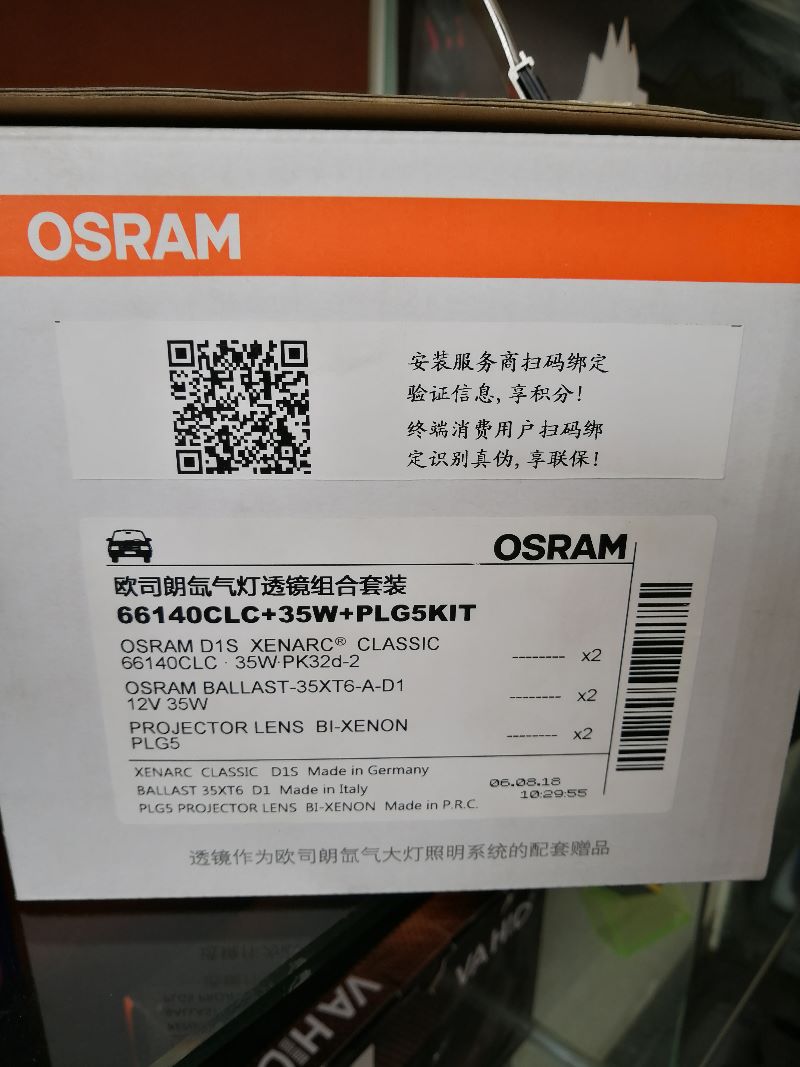 OSRAM
安装服务商扫码绑定
验证信息,享积分!
终端消费用户扫码绑
定识别真伪,享联保!
OSRAM
欧司朗氙气灯透镜组合套装
66140CLC+35W+PLG5KIT
OSRAM D1S XENARC® CLASSIC
66140CLC · 35W·PK32d-2 -------- x2
OSRAM BALLAST-35XT6-A-D1
12V 35W -------- x2
PROJECTOR LENS BI-XENON
PLG5 -------- x2
XENARC CLASSIC D1S Made in Germany
BALLAST 35XT6 D1 Made in Italy
PLG5 PROJECTOR LENS BI-XENON Made in P.R.C.
06.08.18
10:29:55
透镜作为欧司朗氙气大灯照明系统的配套赠品